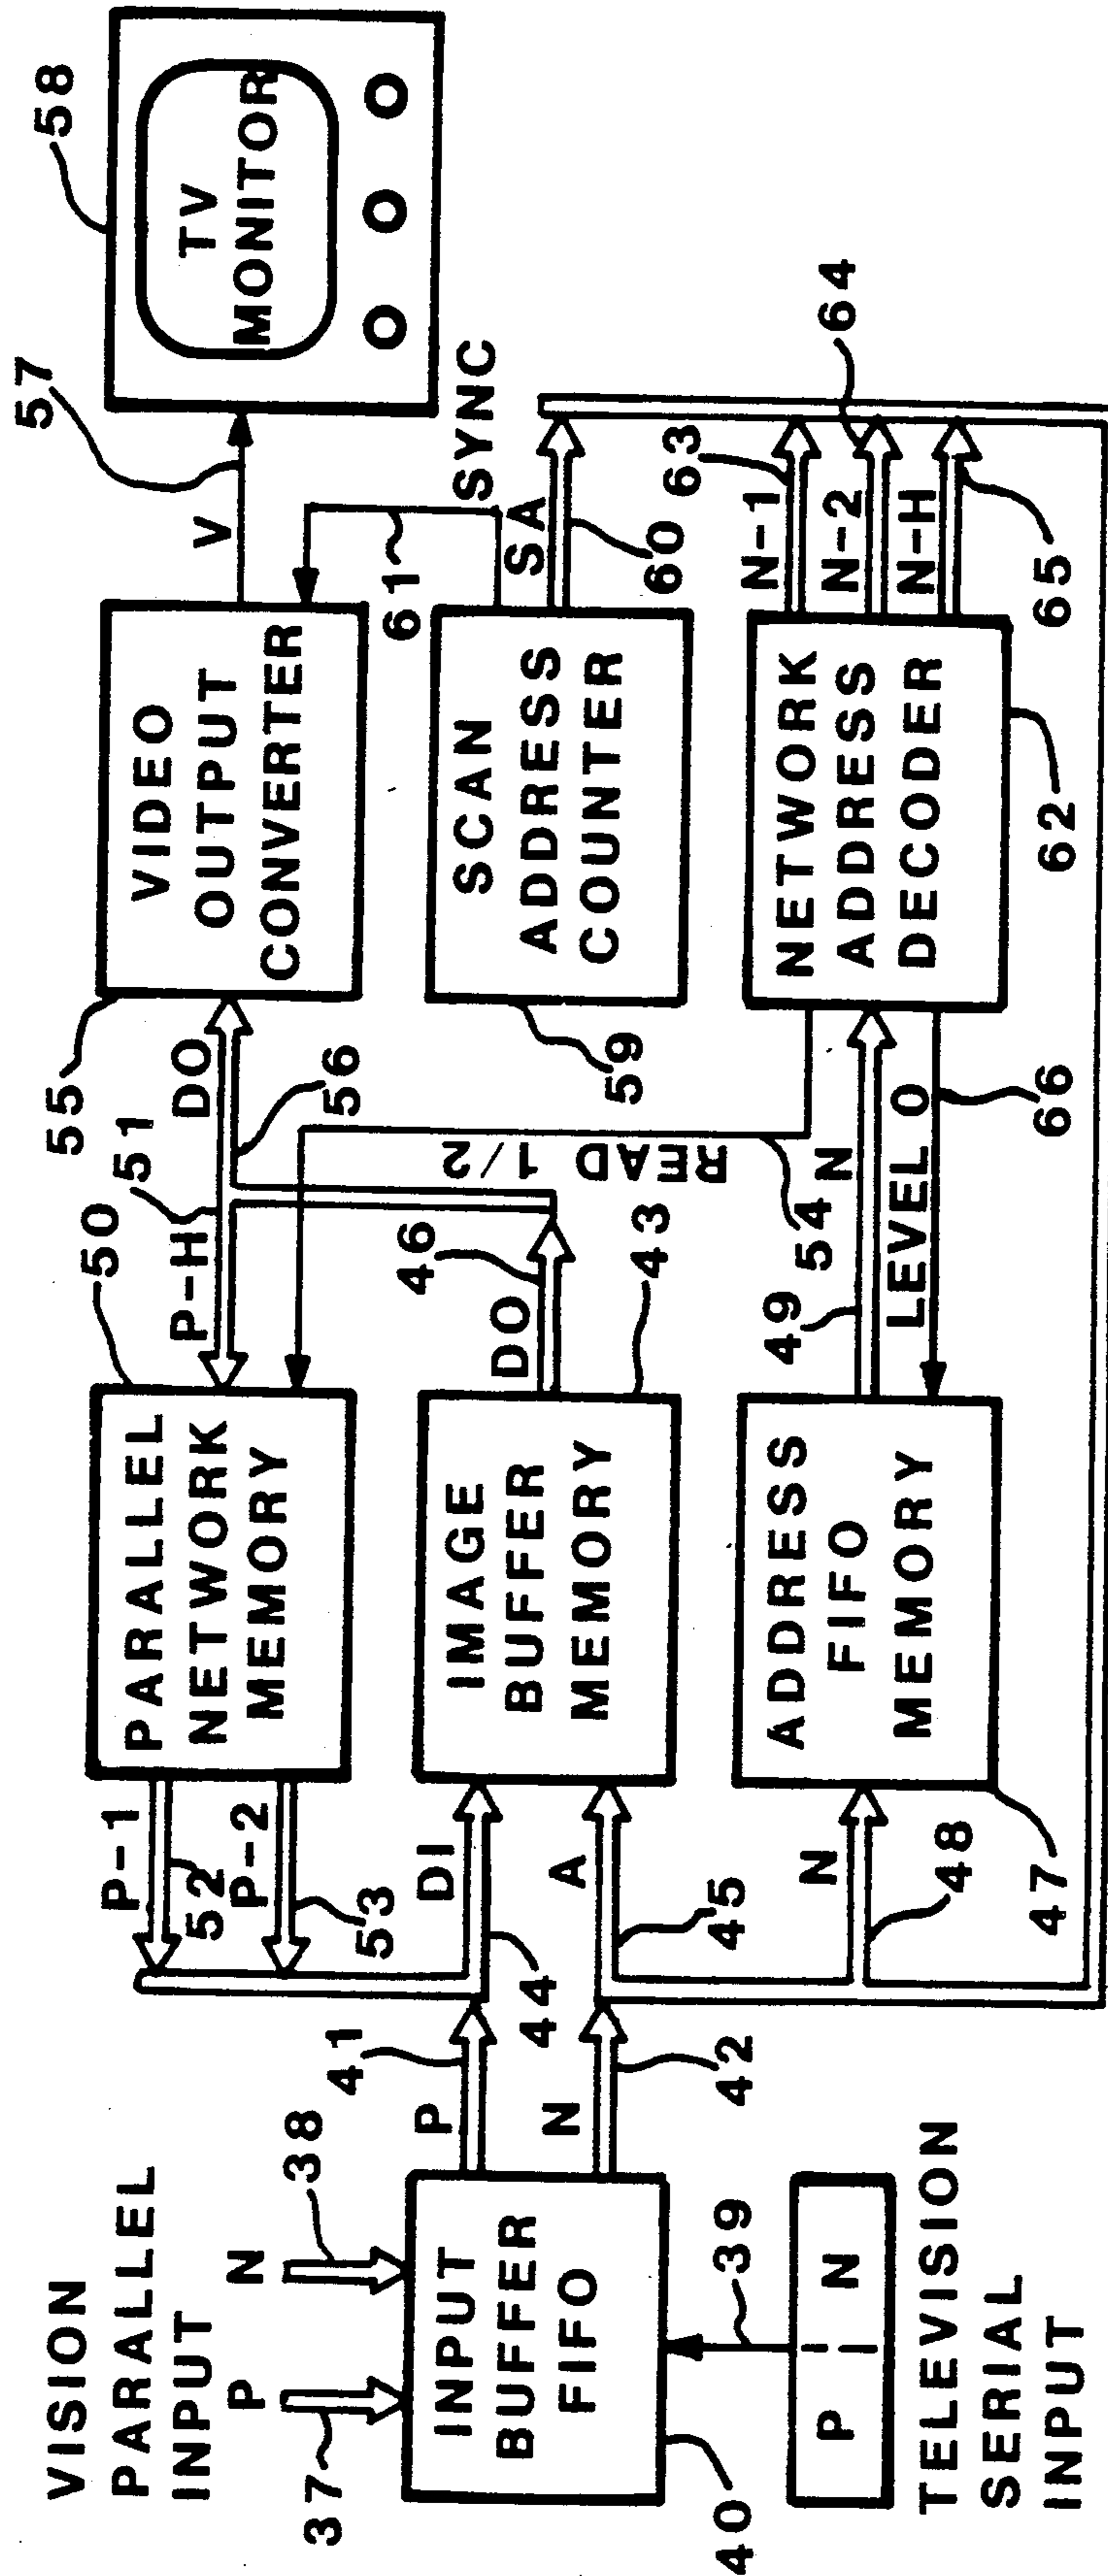 VISION
PARALLEL
INPUT
P
N
37
38
INPUT
BUFFER
FIFO
40
39
P N
TELEVISION
SERIAL
INPUT
P
41
N
42
P-1
52
P-2
53
DI
44
A
45
N
48
PARALLEL
NETWORK
MEMORY
50
IMAGE
BUFFER
MEMORY
43
ADDRESS
FIFO
MEMORY
47
P-H
51
DO
56
DO
46
READ 1/2
54
49
N
LEVEL 0
66
VIDEO
OUTPUT
CONVERTER
55
SCAN
ADDRESS
COUNTER
59
NETWORK
ADDRESS
DECODER
62
V
57
61
SYNC
SA
60
N-1
63
N-2
64
N-H
65
TV
MONITOR
58